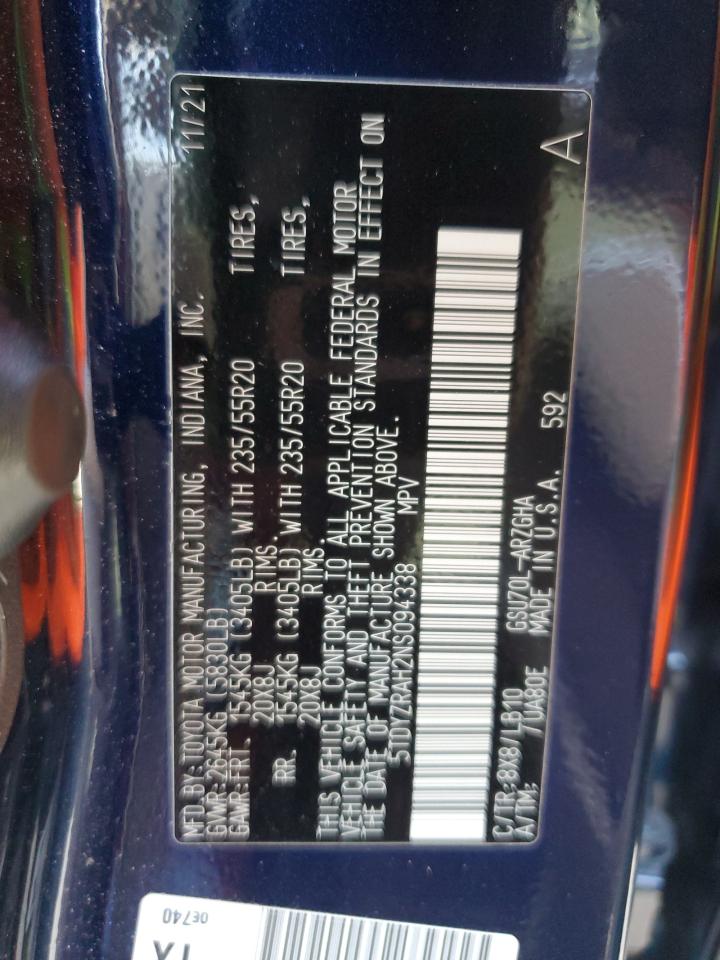 MFD BY: TOYOTA MOTOR MANUFACTURING, INDIANA, INC. 11/21
GVWR: 2645KG (5830LB)
GAWR: FRT. 1545KG (3405LB) WITH 235/55R20 TIRES,
20X8J RIMS.
RR. 1545KG (3405LB) WITH 235/55R20 TIRES,
20X8J RIMS.
THIS VEHICLE CONFORMS TO ALL APPLICABLE FEDERAL MOTOR
VEHICLE SAFETY AND THEFT PREVENTION STANDARDS IN EFFECT ON
THE DATE OF MANUFACTURE SHOWN ABOVE.
5TDYZRAH2NS094338 MPV
C/TR: 8X8/LB10 GSU70L-ARZGHA
A/TM: /UA80E MADE IN U.S.A. 592 A
0E740